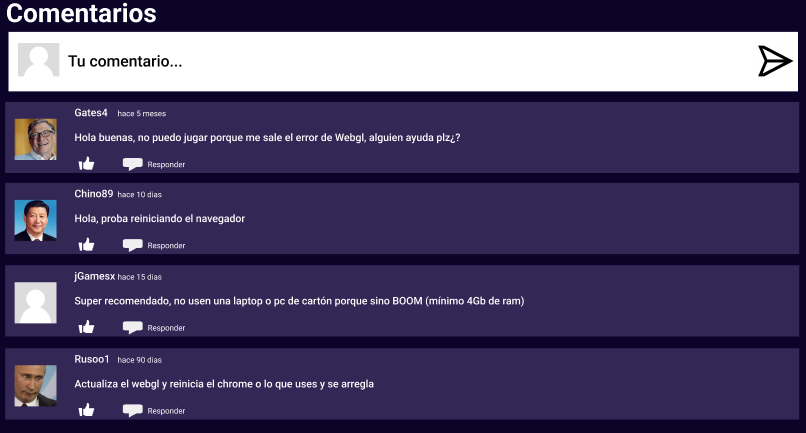 Comentarios
Tu comentario...
Gates4 hace 5 meses
Hola buenas, no puedo jugar porque me sale el error de Webgl, alguien ayuda plz¿?
Responder
Chino89 hace 10 dias
Hola, proba reiniciando el navegador
Responder
jGamesx hace 15 dias
Super recomendado, no usen una laptop o pc de cartón porque sino BOOM (mínimo 4Gb de ram)
Responder
Rusoo1 hace 90 dias
Actualiza el webgl y reinicia el chrome o lo que uses y se arregla
Responder